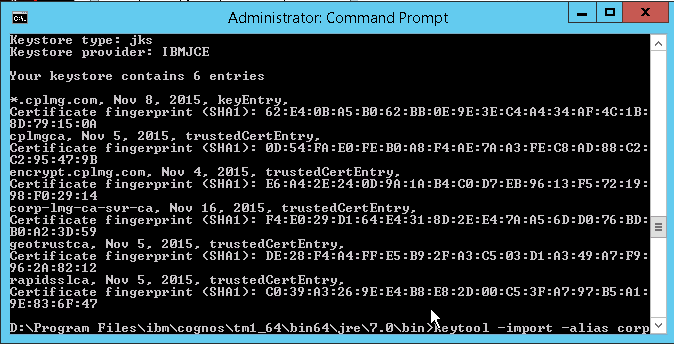 Administrator: Command Prompt
Keystore type: jks
Keystore provider: IBMJCE
Your keystore contains 6 entries
*.cplmg.com, Nov 8, 2015, keyEntry,
Certificate fingerprint (SHA1): 62:E4:0B:A5:B0:62:BB:0E:9E:3E:C4:A4:34:AF:4C:1B:
8D:79:15:0A
cplmgca, Nov 5, 2015, trustedCertEntry,
Certificate fingerprint (SHA1): 0D:54:FA:E0:FE:B0:A8:F4:AE:7A:A3:FE:C8:AD:88:C2:
C2:95:47:9B
encrypt.cplmg.com, Nov 4, 2015, trustedCertEntry,
Certificate fingerprint (SHA1): E6:A4:2E:24:0D:9A:1A:B4:C0:D7:EB:96:13:F5:72:19:
98:F0:29:14
corp-lmg-ca-svr-ca, Nov 16, 2015, trustedCertEntry,
Certificate fingerprint (SHA1): F4:E0:29:D1:64:E4:31:8D:2E:E4:7A:A5:6D:D0:76:BD:
B0:A2:3D:59
geotrustca, Nov 5, 2015, trustedCertEntry,
Certificate fingerprint (SHA1): DE:28:F4:A4:FF:E5:B9:2F:A3:C5:03:D1:A3:49:A7:F9:
96:2A:82:12
rapidsslca, Nov 5, 2015, trustedCertEntry,
Certificate fingerprint (SHA1): C0:39:A3:26:9E:E4:B8:E8:2D:00:C5:3F:A7:97:B5:A1:
9E:83:6F:47
D:\Program Files\ibm\cognos\tm1_64\bin64\jre\7.0\bin>keytool -import -alias corp